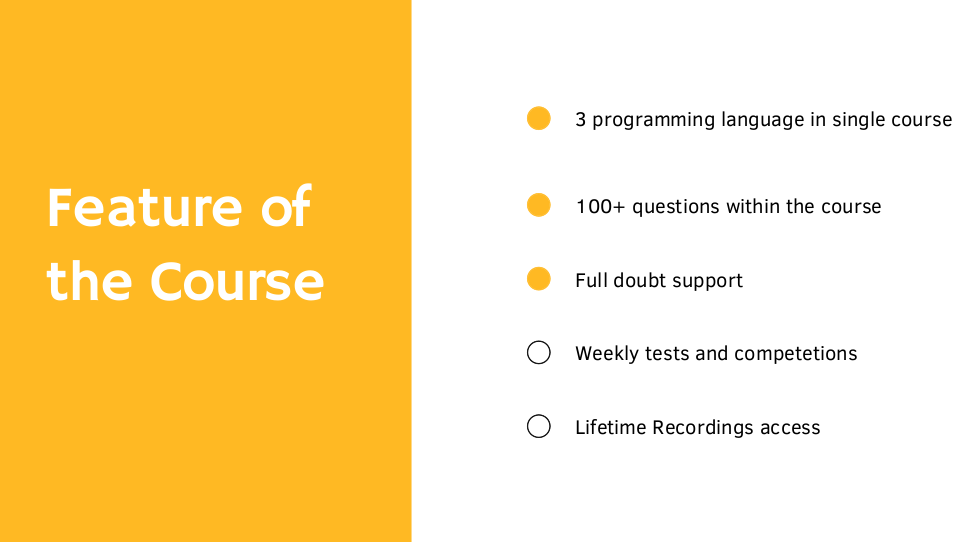 Feature of
the Course
3 programming language in single course
100+ questions within the course
Full doubt support
Weekly tests and competetions
Lifetime Recordings access